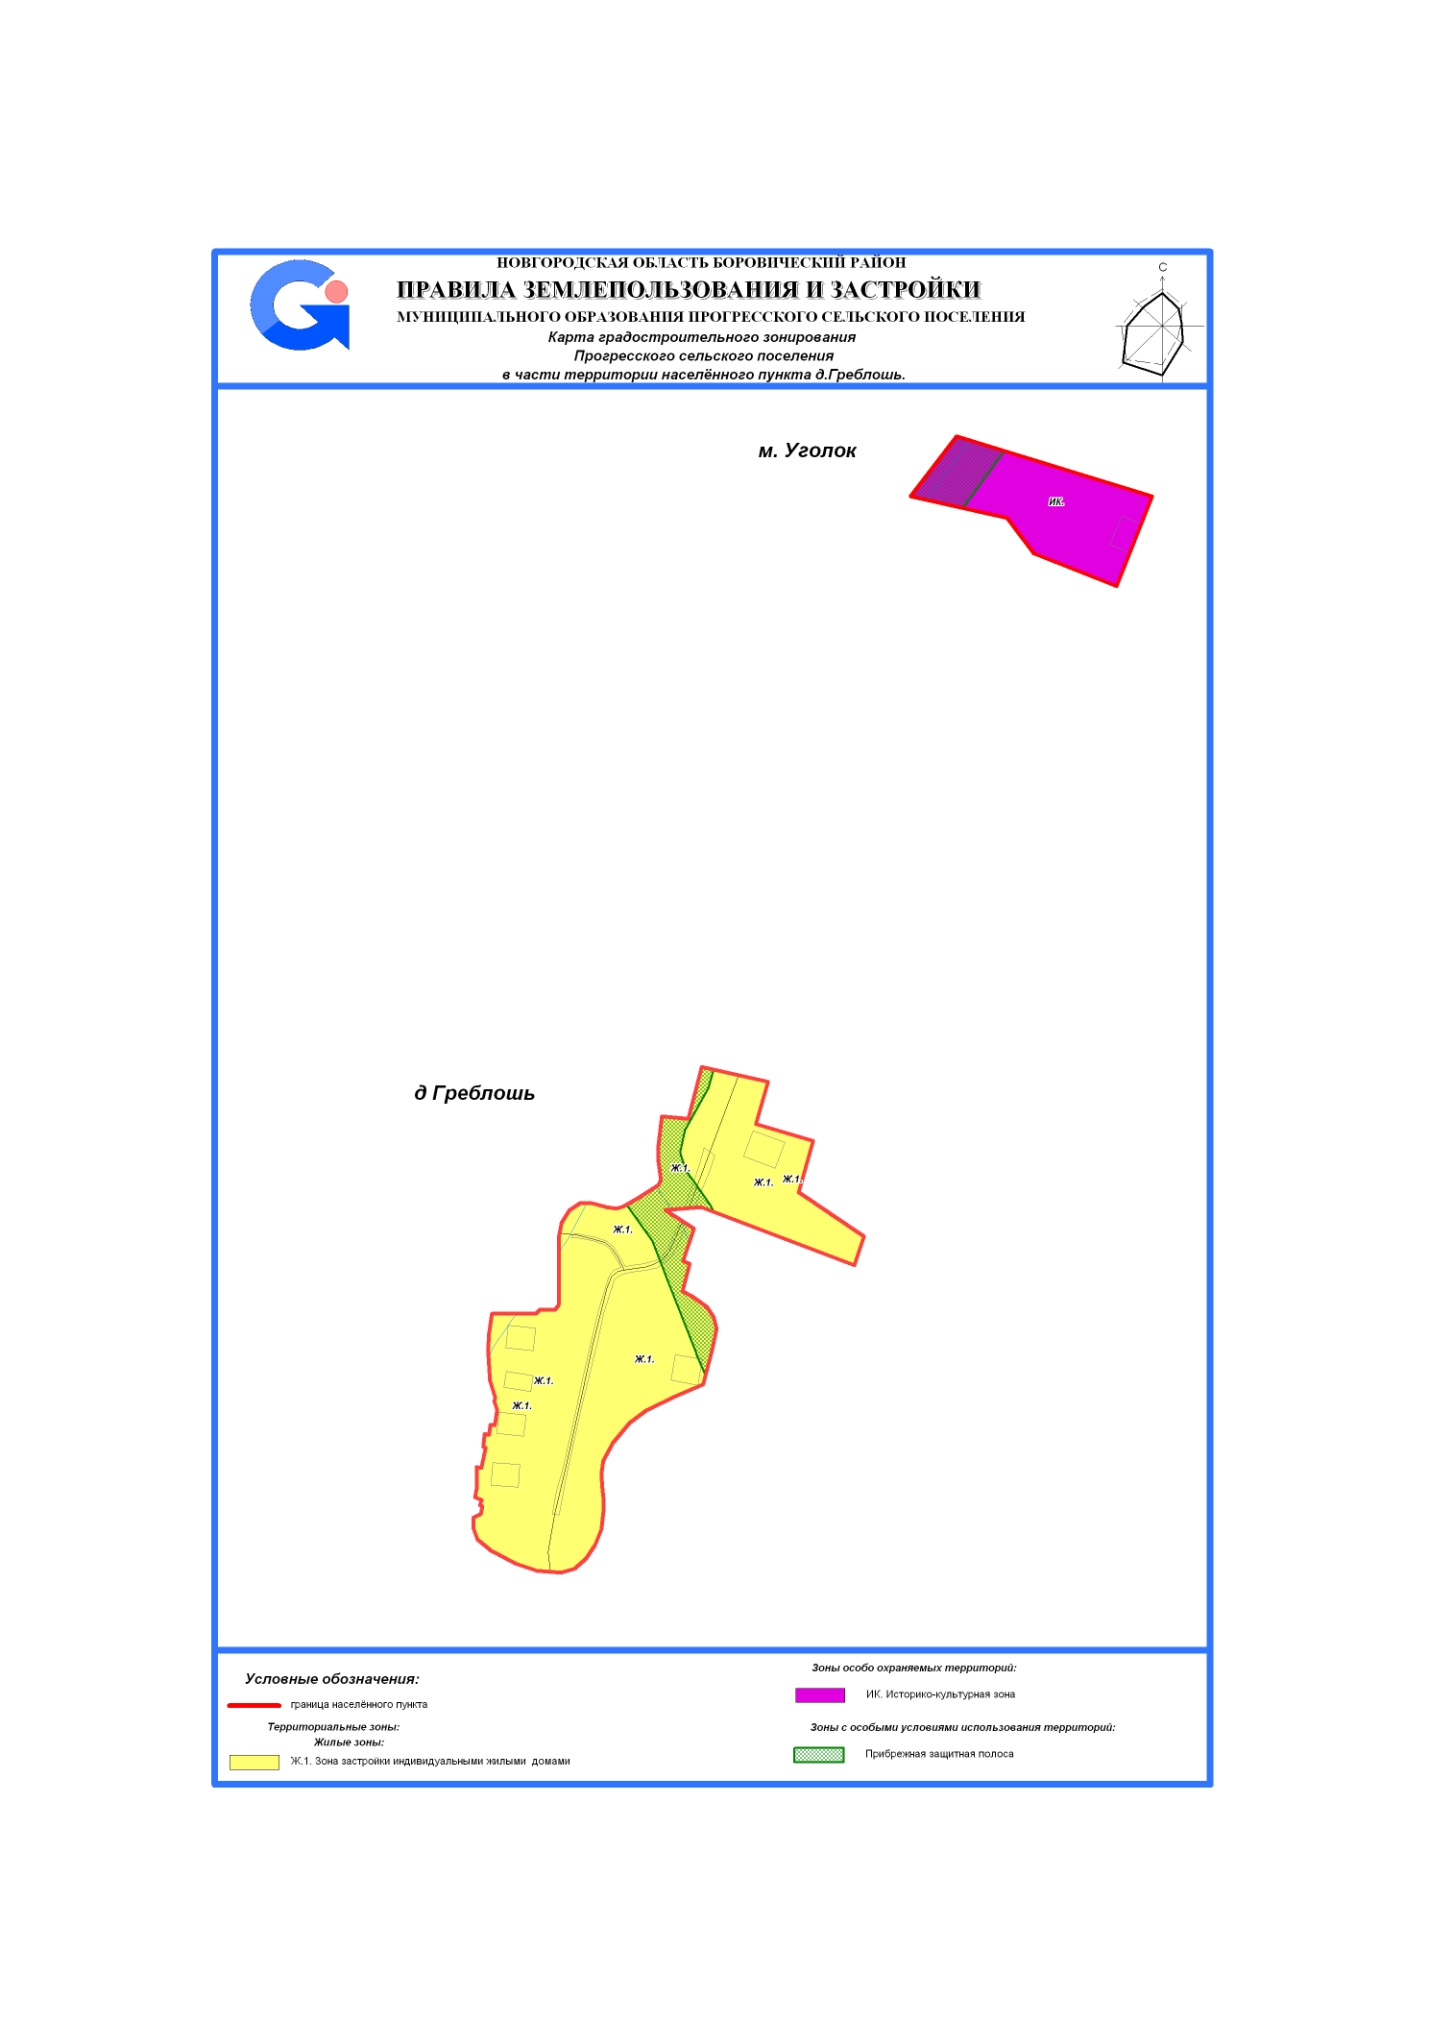 НОВГОРОДСКАЯ ОБЛАСТЬ БОРОВИЧЕСКИЙ РАЙОН
ПРАВИЛА ЗЕМЛЕПОЛЬЗОВАНИЯ И ЗАСТРОЙКИ
МУНИЦИПАЛЬНОГО ОБРАЗОВАНИЯ ПРОГРЕССКОГО СЕЛЬСКОГО ПОСЕЛЕНИЯ
Карта градостроительного зонирования
Прогресского сельского поселения
в части территории населённого пункта д.Греблошь.
С
м. Уголок
ИК.
д Греблошь
Ж.1.
Ж.1.
Ж.1.
Ж.1.
Ж.1.
Ж.1.
Ж.1.
Условные обозначения:
граница населённого пункта
Территориальные зоны:
Жилые зоны:
Ж.1. Зона застройки индивидуальными жилыми домами
Зоны особо охраняемых территорий:
ИК. Историко-культурная зона
Зоны с особыми условиями использования территорий:
Прибрежная защитная полоса